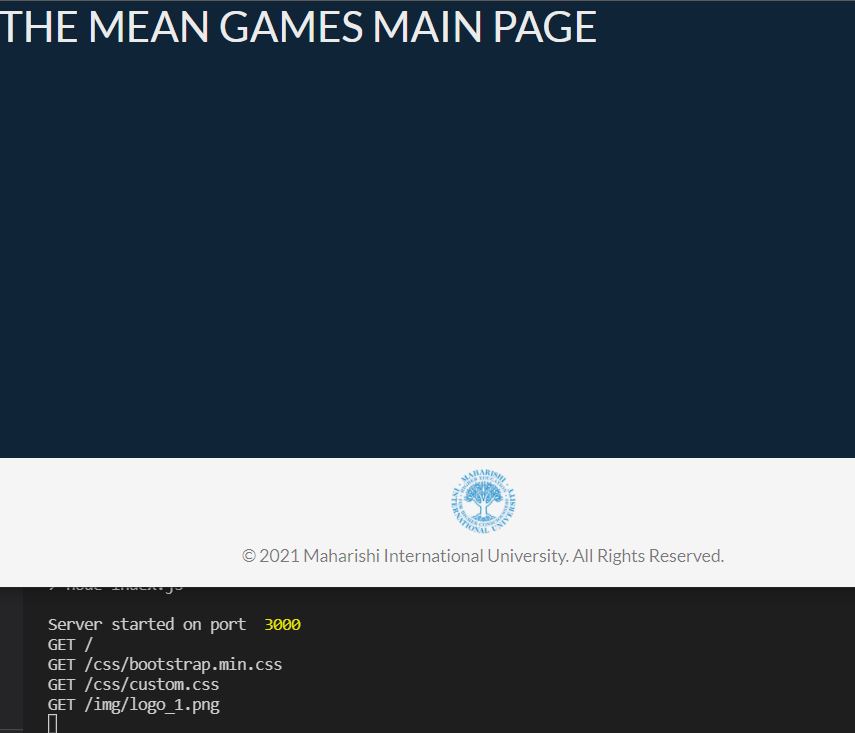 THE MEAN GAMES MAIN PAGE
MAHARISHI
INTERNATIONAL UNIVERSITY
© 2021 Maharishi International University. All Rights Reserved.
> node index.js
Server started on port 3000
GET /
GET /css/bootstrap.min.css
GET /css/custom.css
GET /img/logo_1.png